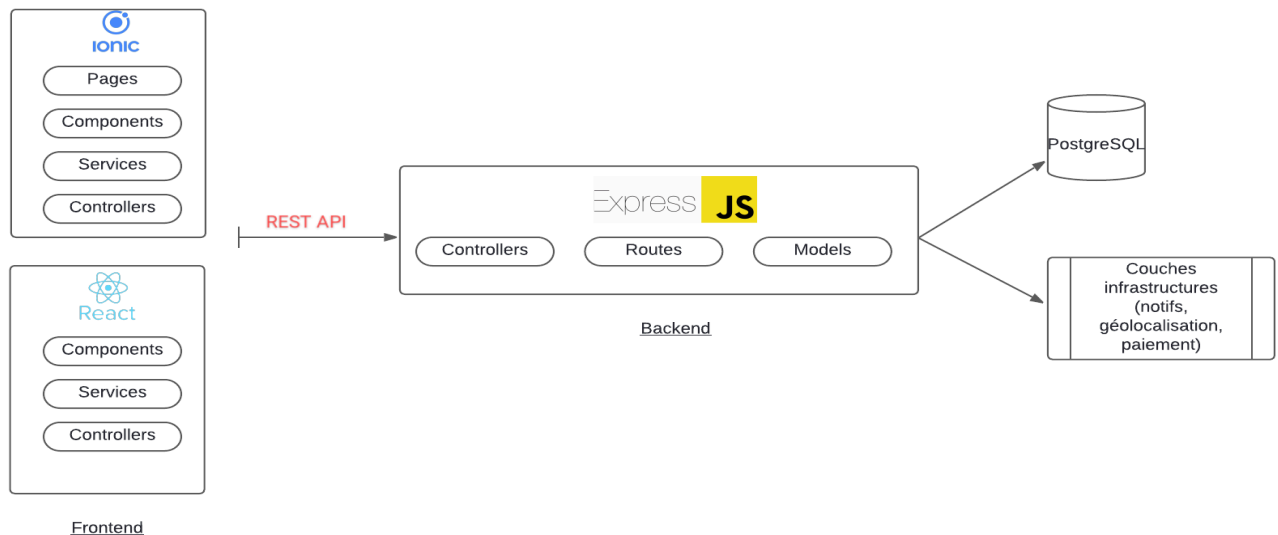 IONIC
Pages
Components
Services
Controllers
React
Components
Services
Controllers
Frontend
REST API
Express JS
Controllers
Routes
Models
Backend
PostgreSQL
Couches
infrastructures
(notifs,
géolocalisation,
paiement)